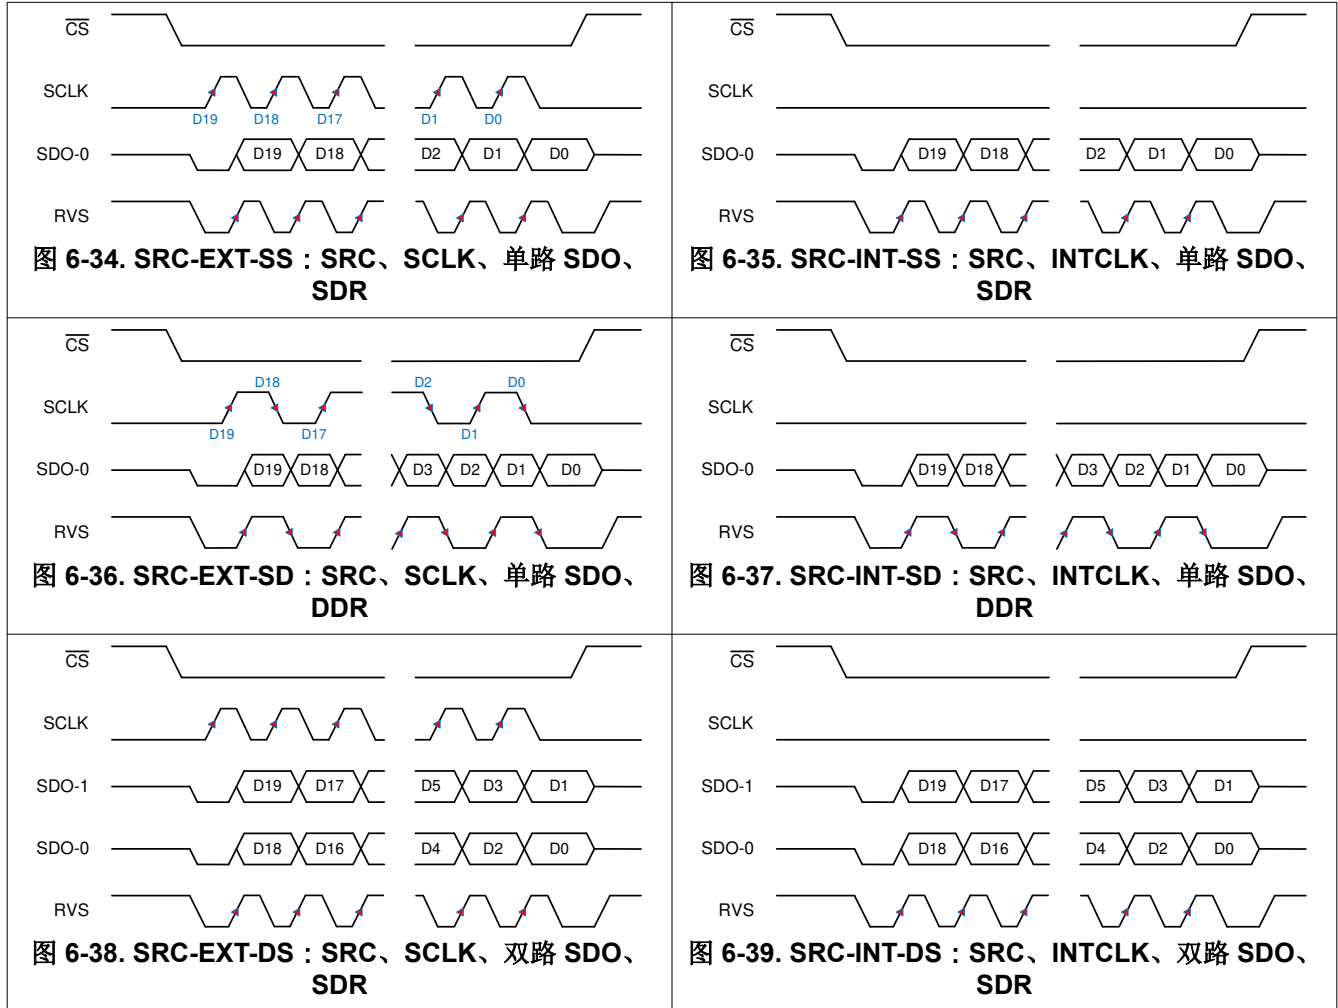 CS
SCLK
D19 D18 D17 D1 D0
SDO-0 D19 D18 D2 D1 D0
RVS
图 6-34. SRC-EXT-SS：SRC、SCLK、单路 SDO、
SDR
CS
SCLK
SDO-0 D19 D18 D2 D1 D0
RVS
图 6-35. SRC-INT-SS：SRC、INTCLK、单路 SDO、
SDR
CS
D18 D2 D0
SCLK
D19 D17 D1
SDO-0 D19 D18 D3 D2 D1 D0
RVS
图 6-36. SRC-EXT-SD：SRC、SCLK、单路 SDO、
DDR
CS
SCLK
SDO-0 D19 D18 D3 D2 D1 D0
RVS
图 6-37. SRC-INT-SD：SRC、INTCLK、单路 SDO、
DDR
CS
SCLK
SDO-1 D19 D17 D5 D3 D1
SDO-0 D18 D16 D4 D2 D0
RVS
图 6-38. SRC-EXT-DS：SRC、SCLK、双路 SDO、
SDR
CS
SCLK
SDO-1 D19 D17 D5 D3 D1
SDO-0 D18 D16 D4 D2 D0
RVS
图 6-39. SRC-INT-DS：SRC、INTCLK、双路 SDO、
SDR